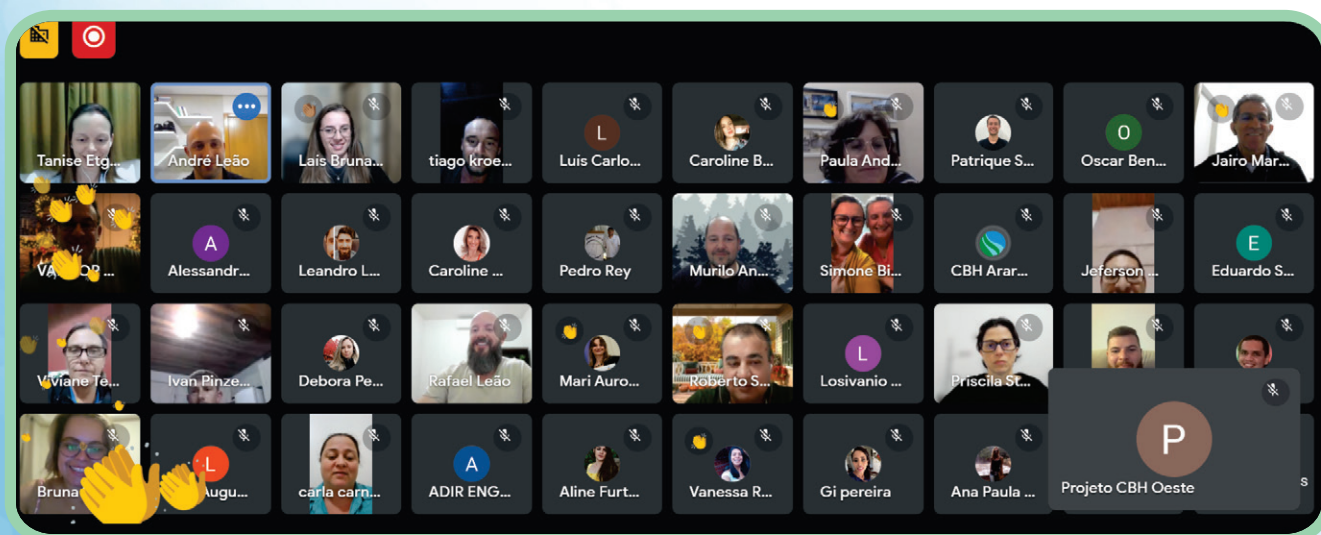 Tanise Etg...
André Leão
Lais Bruna...
tiago kroe...
L
Luís Carlo...
Caroline B...
Paula And...
Patrique S...
O
Oscar Ben...
Jairo Mar...
A
Alessandr...
Leandro L...
Caroline ...
Pedro Rey
Murilo An...
Simone Bi...
CBH Arar...
Jeferson ...
E
Eduardo S...
Viviane Te...
Ivan Pinze...
Debora Pe...
Rafael Leão
Mari Auro...
Roberto S...
L
Losivanio ...
Priscila St...
Bruna
L
Augu...
carla carn...
A
ADIR ENG...
Aline Furt...
Vanessa R...
Gi pereira
Ana Paula ...
P
Projeto CBH Oeste
s